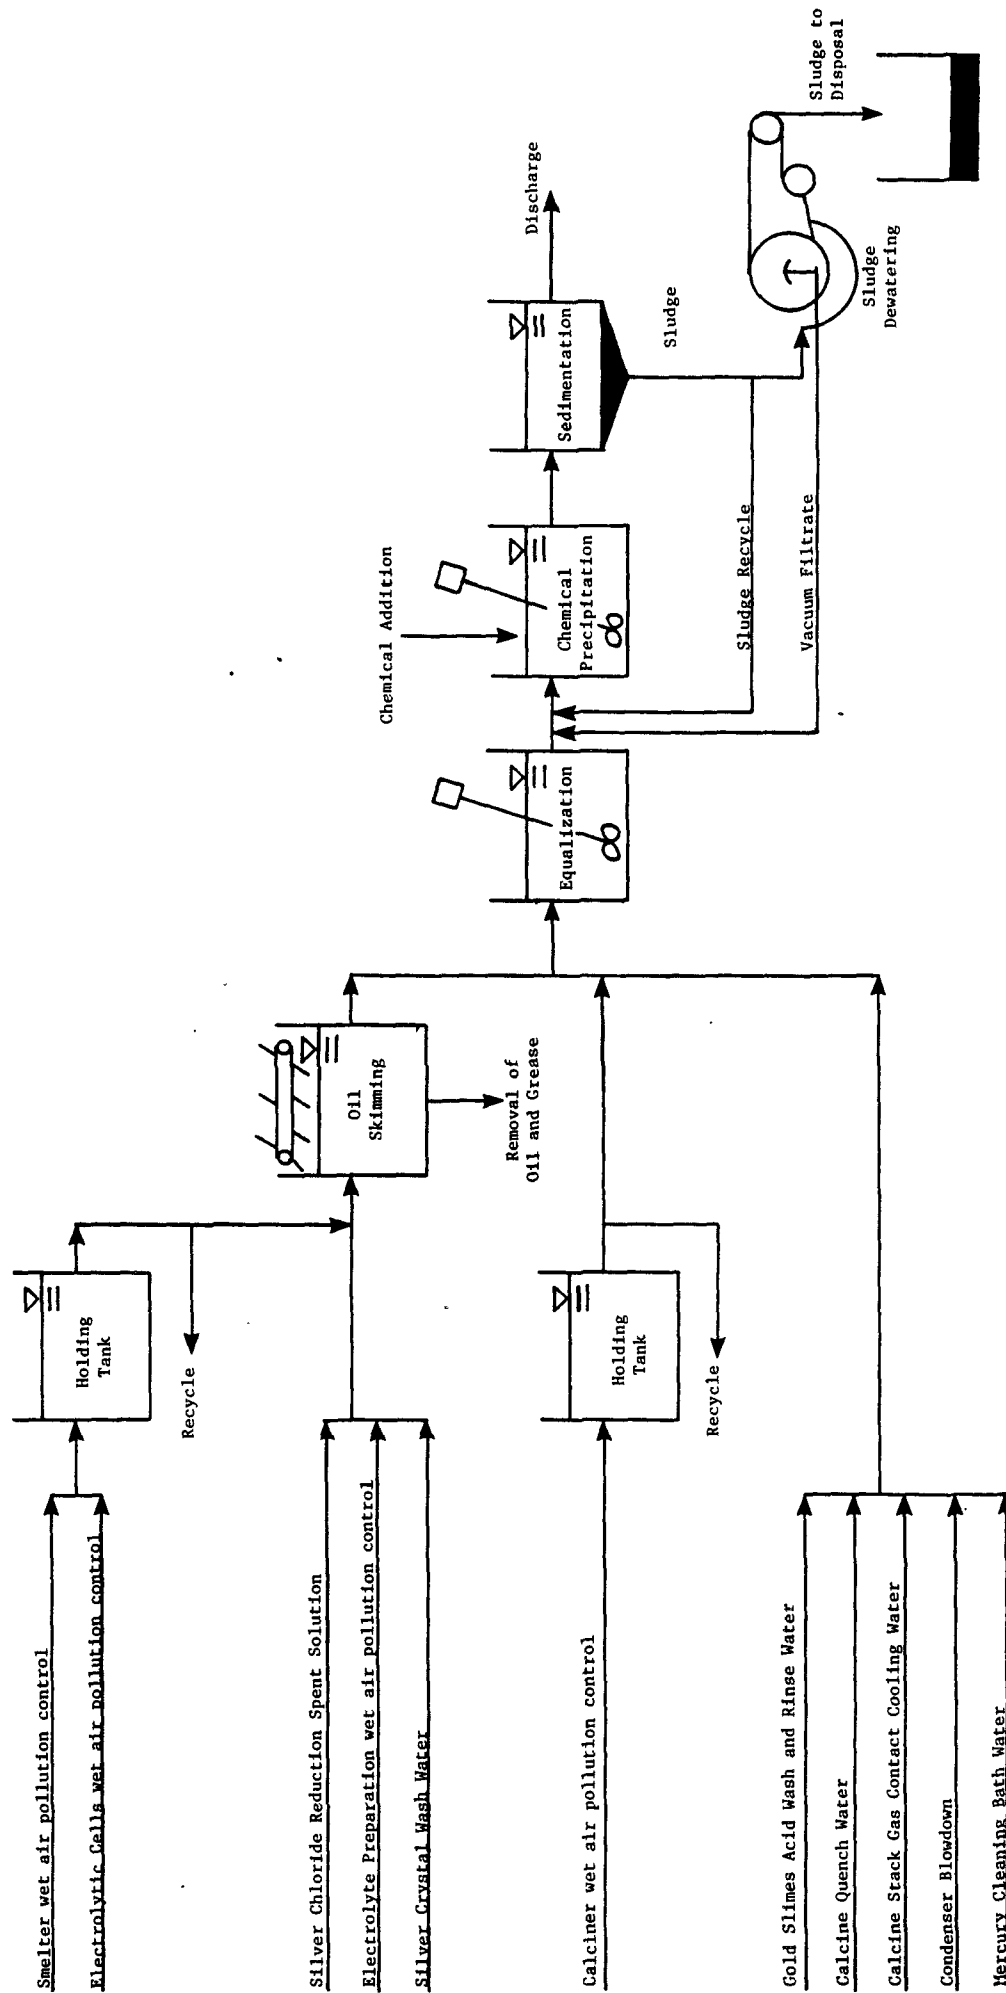 Smelter wet air pollution control
Electrolytic Cells wet air pollution control
Holding
Tank
Recycle
Silver Chloride Reduction Spent Solution
Electrolyte Preparation wet air pollution control
Silver Crystal Wash Water
Oil
Skimming
Removal of
Oil and Grease
Calciner wet air pollution control
Holding
Tank
Recycle
Gold Slimes Acid Wash and Rinse Water
Calcine Quench Water
Calcine Stack Gas Contact Cooling Water
Condenser Blowdown
Mercury Cleaning Bath Water
Equalization
Chemical Addition
Chemical
Precipitation
Sedimentation
Discharge
Sludge
Sludge Recycle
Vacuum Filtrate
Sludge
Dewatering
Sludge to
Disposal